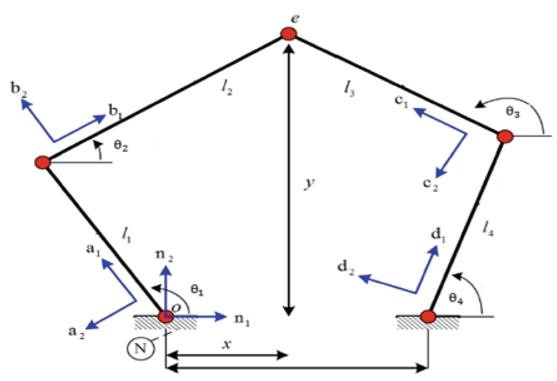 e
b₂
b₁
l₂
l₃
c₁
θ₃
θ₂
y
c₂
l₁
a₁
n₂
d₁
l₄
d₂
θ₁
θ₄
a₂
o
n₁
N
x